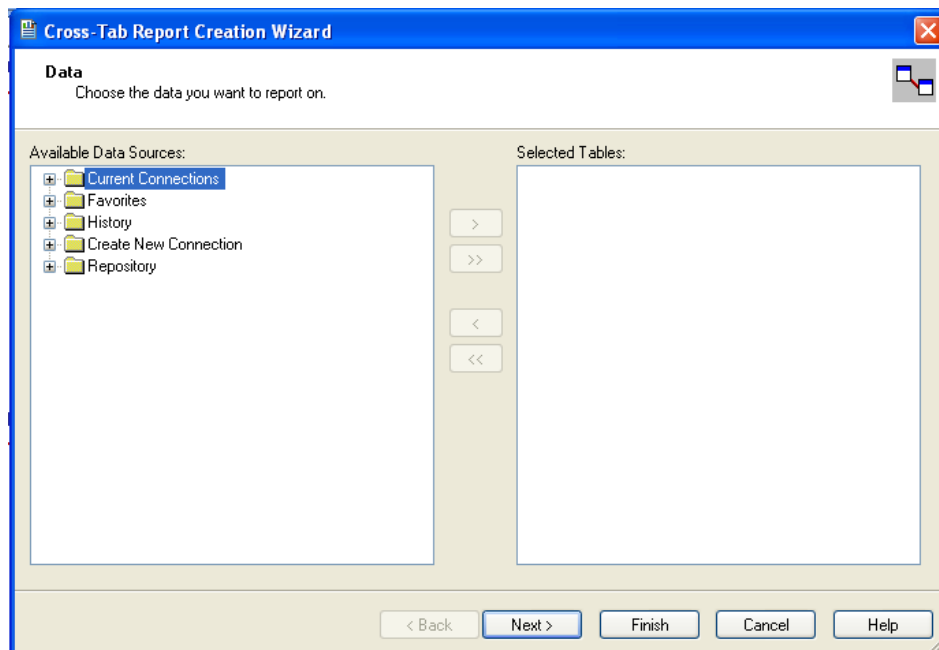 Cross-Tab Report Creation Wizard
Data
Choose the data you want to report on.
Available Data Sources:
Selected Tables:
Current Connections
Favorites
History
Create New Connection
Repository
>
>>
<
<<
< Back
Next >
Finish
Cancel
Help